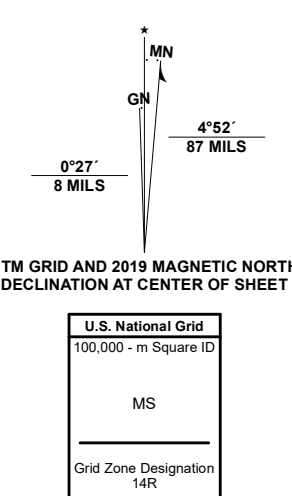 ★
MN
GN
4°52´
87 MILS
0°27´
8 MILS
TM GRID AND 2019 MAGNETIC NORTH
DECLINATION AT CENTER OF SHEET
U.S. National Grid
100,000 - m Square ID
MS
Grid Zone Designation
14R